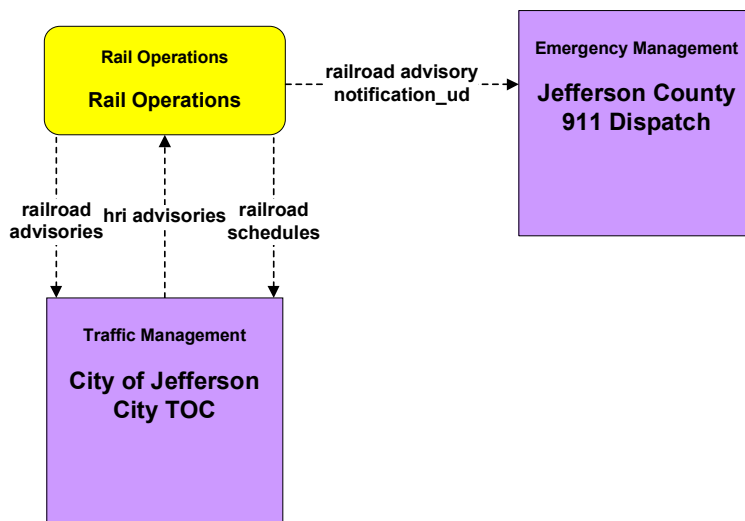 Rail Operations
Rail Operations
railroad advisory
notification_ud
Emergency Management
Jefferson County
911 Dispatch
railroad
advisories
hri advisories
railroad
schedules
Traffic Management
City of Jefferson
City TOC